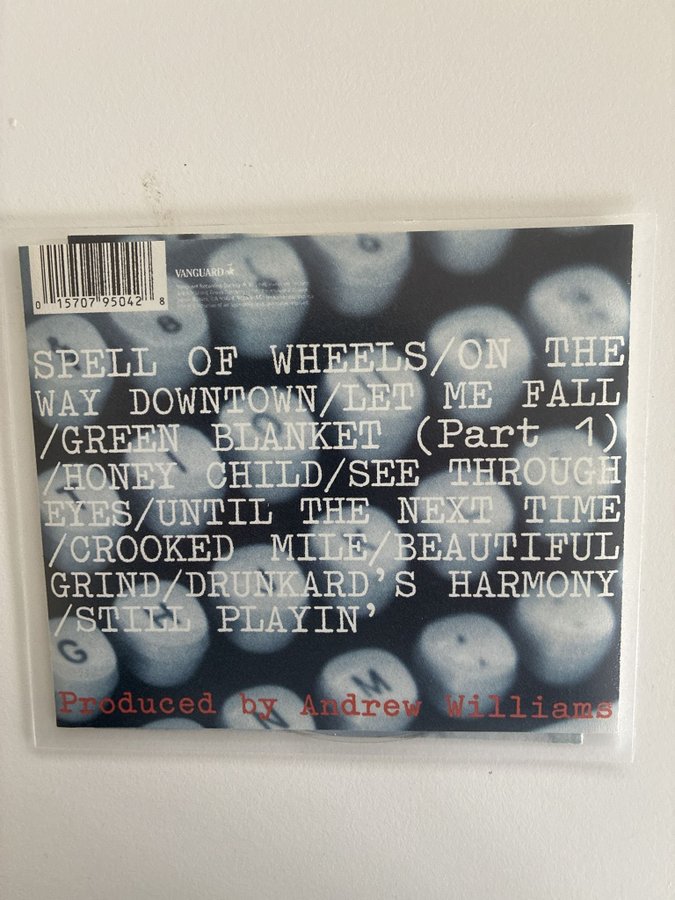 VANGUARD
0 15707 95042 8
SPELL OF WHEELS/ON THE
WAY DOWNTOWN/LET ME FALL
/GREEN BLANKET (Part 1)
/HONEY CHILD/SEE THROUGH
EYES/UNTIL THE NEXT TIME
/CROOKED MILE/BEAUTIFUL
GRIND/DRUNKARD'S HARMONY
/STILL PLAYIN'
G
M
N
Produced by Andrew Williams